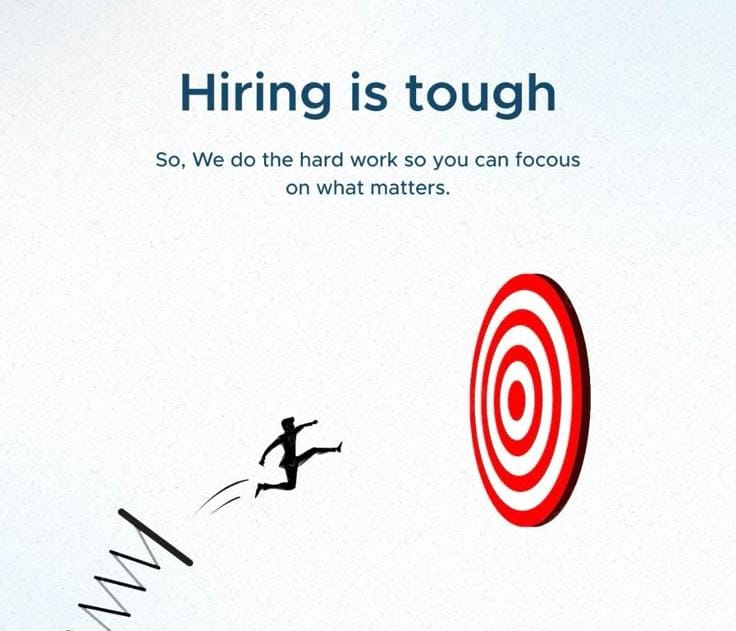 Hiring is tough
So, We do the hard work so you can focous
on what matters.